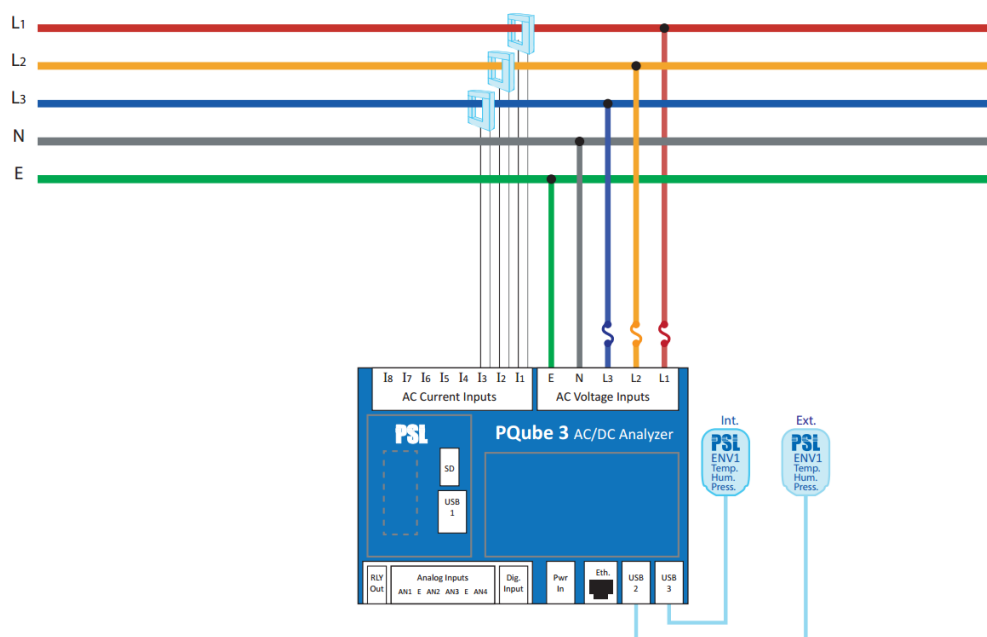 L1
L2
L3
N
E
I8 I7 I6 I5 I4 I3 I2 I1
AC Current Inputs
E N L3 L2 L1
AC Voltage Inputs
PSL
PQube 3 AC/DC Analyzer
SD
USB
1
RLY
Out
Analog Inputs
AN1 E AN2 AN3 E AN4
Dig.
Input
Pwr
In
Eth.
USB
2
USB
3
Int.
PSL
ENV1
Temp.
Hum.
Press.
Ext.
PSL
ENV1
Temp.
Hum.
Press.